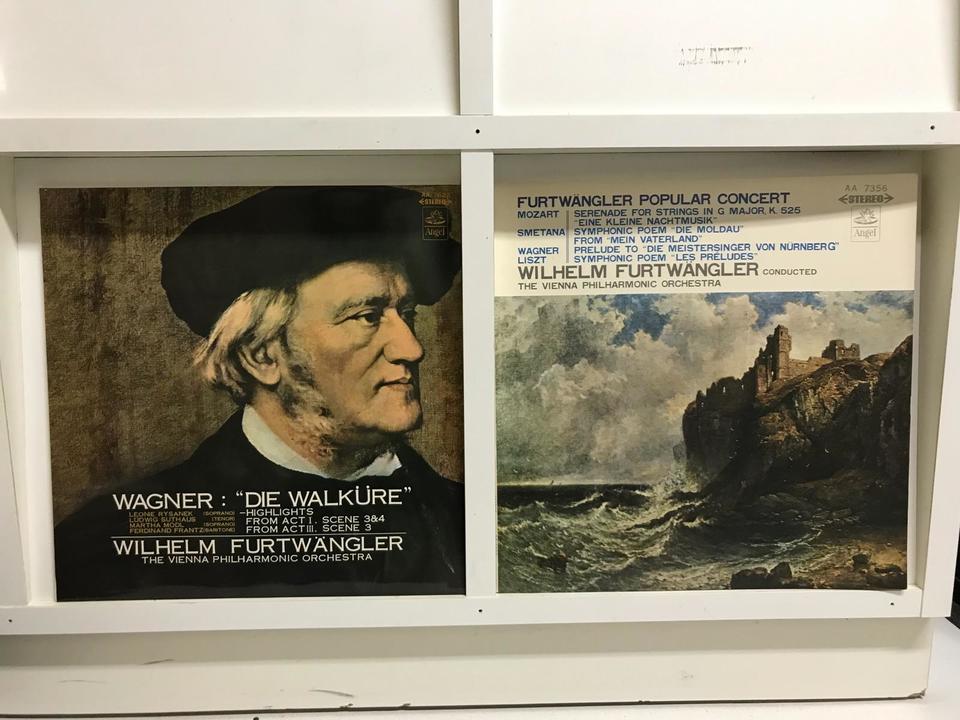 STEREO
Angel
WAGNER : "DIE WALKÜRE"
LEONIE RYSANEK (SOPRANO)
LUDWIG SUTHAUS (TENOR)
MARTHA MÖDL (SOPRANO)
FERDINAND FRANTZ (BARITONE)
—HIGHLIGHTS
FROM ACT I. SCENE 3&4
FROM ACT III. SCENE 3
WILHELM FURTWÄNGLER
THE VIENNA PHILHARMONIC ORCHESTRA
AA 7356
STEREO
Angel
FURTWÄNGLER POPULAR CONCERT
MOZART SERENADE FOR STRINGS IN G MAJOR, K. 525
"EINE KLEINE NACHTMUSIK"
SMETANA SYMPHONIC POEM "DIE MOLDAU"
FROM "MEIN VATERLAND"
WAGNER PRELUDE TO "DIE MEISTERSINGER VON NÜRNBERG"
LISZT SYMPHONIC POEM "LES PRÉLUDES"
WILHELM FURTWÄNGLER CONDUCTED
THE VIENNA PHILHARMONIC ORCHESTRA